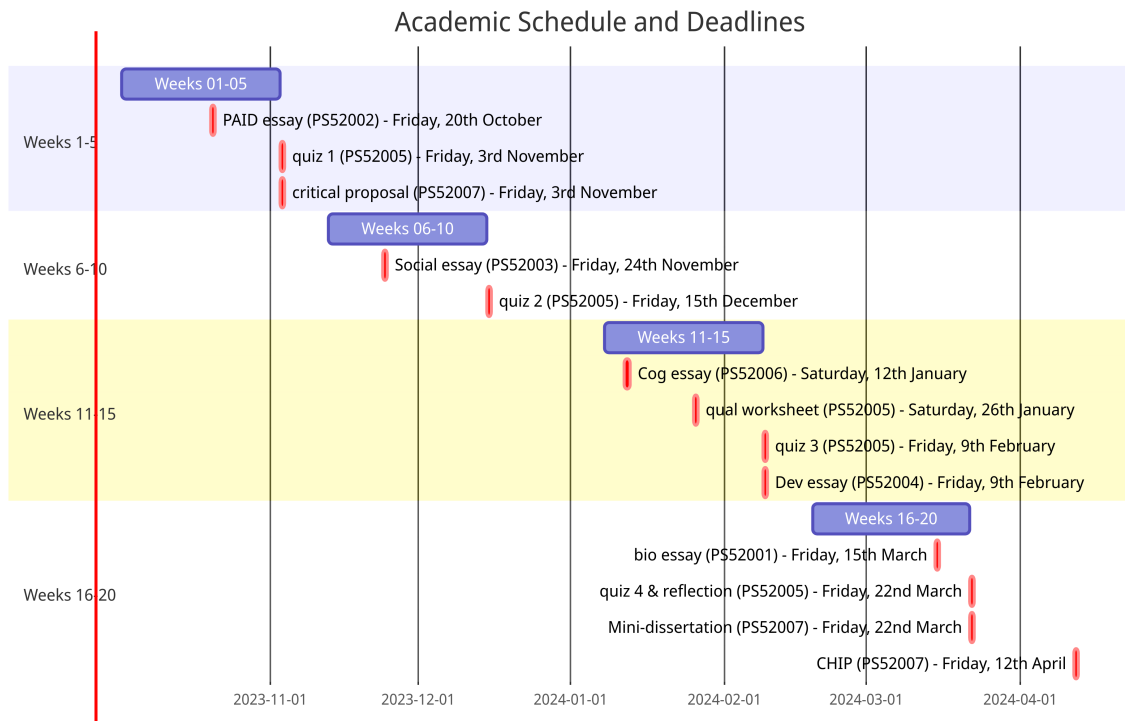 Academic Schedule and Deadlines
Weeks 01-05
PAID essay (PS52002) - Friday, 20th October
Weeks 1-5
quiz 1 (PS52005) - Friday, 3rd November
critical proposal (PS52007) - Friday, 3rd November
Weeks 06-10
Social essay (PS52003) - Friday, 24th November
Weeks 6-10
quiz 2 (PS52005) - Friday, 15th December
Weeks 11-15
Cog essay (PS52006) - Saturday, 12th January
qual worksheet (PS52005) - Saturday, 26th January
Weeks 11-15
quiz 3 (PS52005) - Friday, 9th February
Dev essay (PS52004) - Friday, 9th February
Weeks 16-20
bio essay (PS52001) - Friday, 15th March
quiz 4 & reflection (PS52005) - Friday, 22nd March
Weeks 16-20
Mini-dissertation (PS52007) - Friday, 22nd March
CHIP (PS52007) - Friday, 12th April
2023-11-01
2023-12-01
2024-01-01
2024-02-01
2024-03-01
2024-04-01